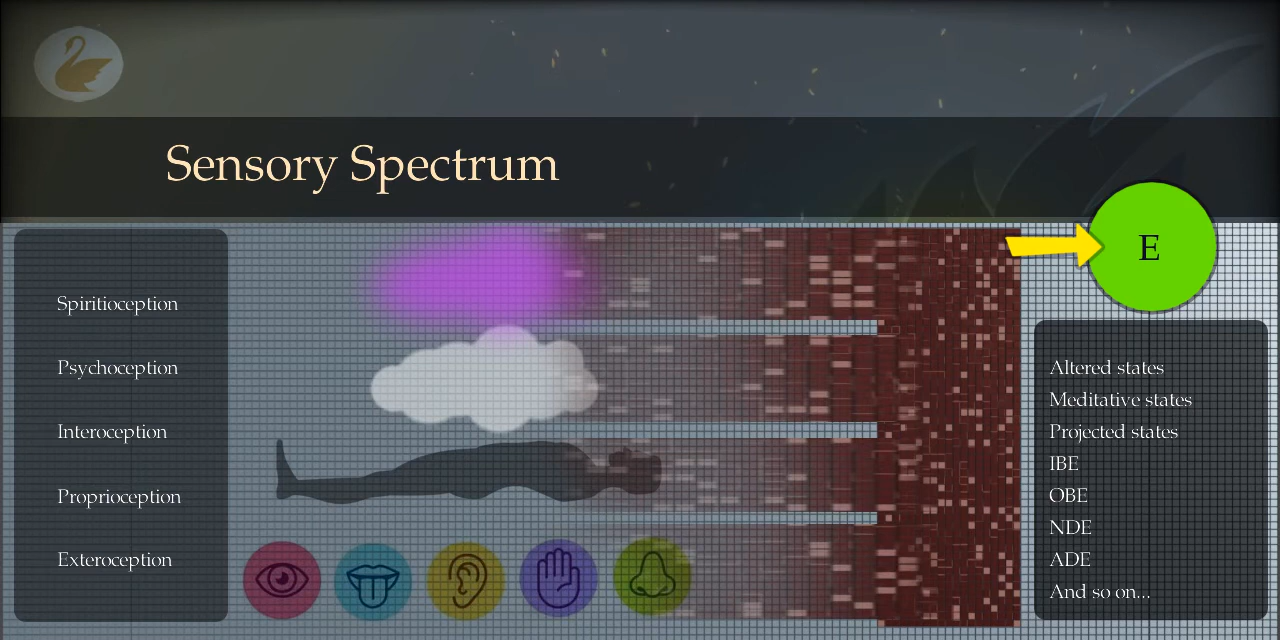 Sensory Spectrum
E
Spiritioception
Psychoception
Interoception
Proprioception
Exteroception
Altered states
Meditative states
Projected states
IBE
OBE
NDE
ADE
And so on...